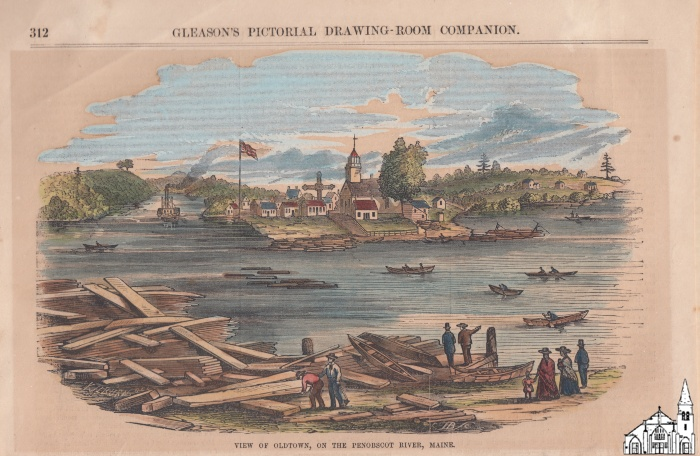 312
GLEASON'S PICTORIAL DRAWING-ROOM COMPANION.
VIEW OF OLDTOWN, ON THE PENOBSCOT RIVER, MAINE.